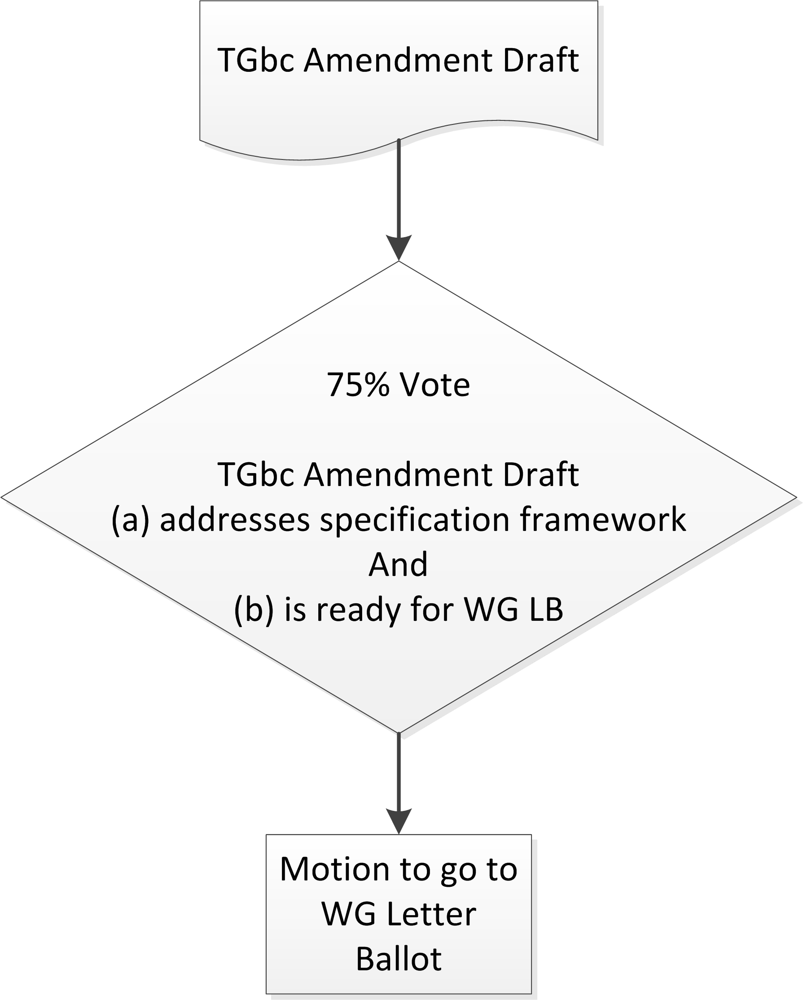 TGbc Amendment Draft
75% Vote
TGbc Amendment Draft
(a) addresses specification framework
And
(b) is ready for WG LB
Motion to go to
WG Letter
Ballot